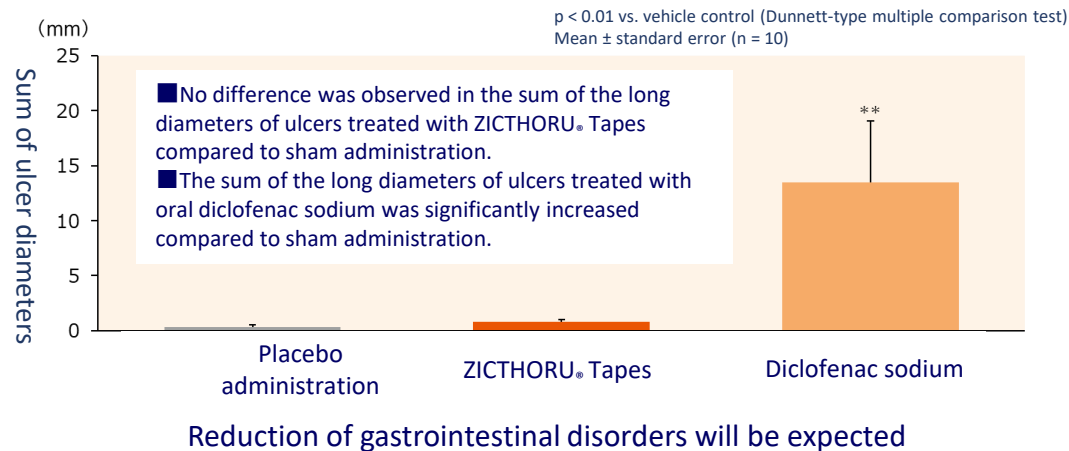 p < 0.01 vs. vehicle control (Dunnett-type multiple comparison test)
Mean ± standard error (n = 10)
(mm)
Sum of ulcer diameters
25
20
15
10
5
0
■No difference was observed in the sum of the long
diameters of ulcers treated with ZICTHORU® Tapes
compared to sham administration.
■The sum of the long diameters of ulcers treated with
oral diclofenac sodium was significantly increased
compared to sham administration.
**
Placebo
administration
ZICTHORU® Tapes
Diclofenac sodium
Reduction of gastrointestinal disorders will be expected